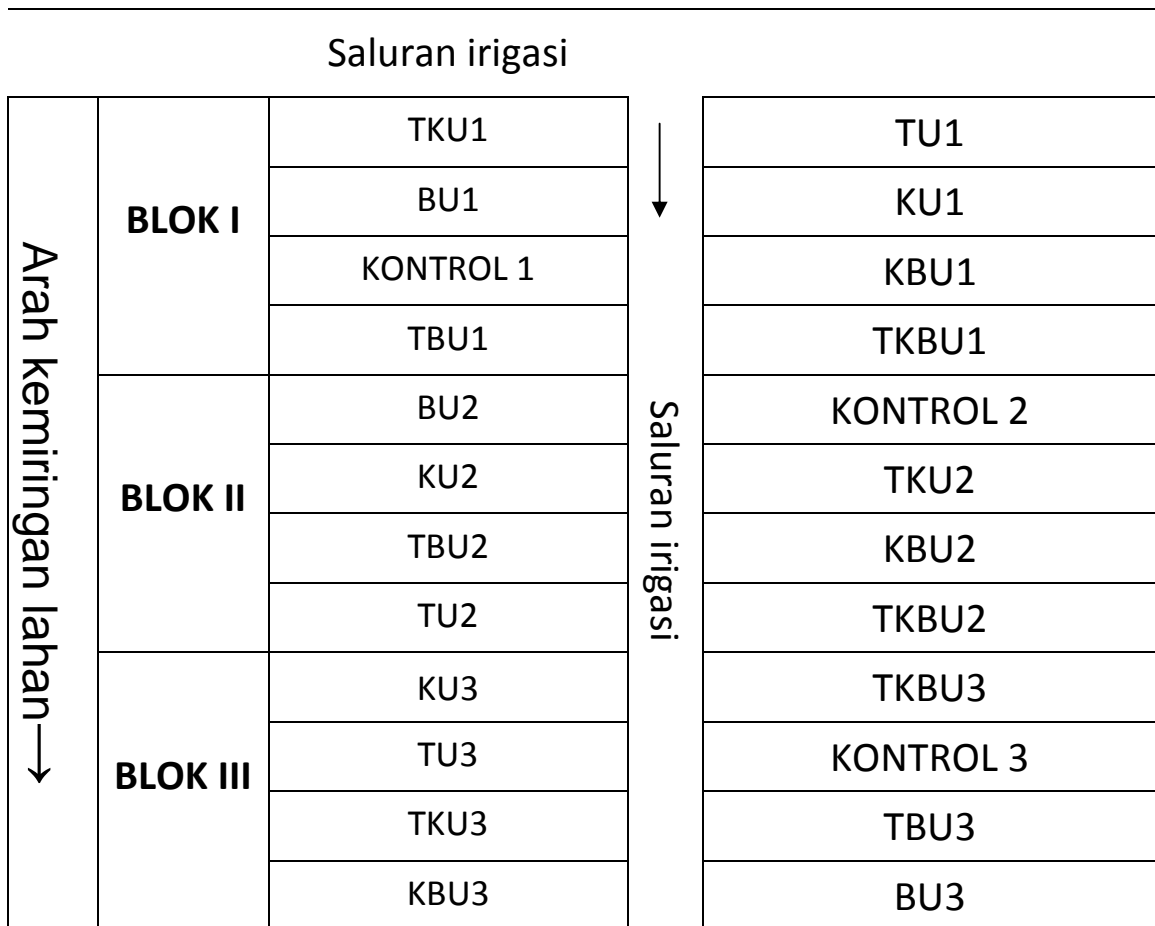 Saluran irigasi
Arah kemiringan lahan→
BLOK I
TKU1
BU1
KONTROL 1
TBU1
BLOK II
BU2
KU2
TBU2
TU2
BLOK III
KU3
TU3
TKU3
KBU3
Saluran irigasi
TU1
KU1
KBU1
TKBU1
KONTROL 2
TKU2
KBU2
TKBU2
TKBU3
KONTROL 3
TBU3
BU3